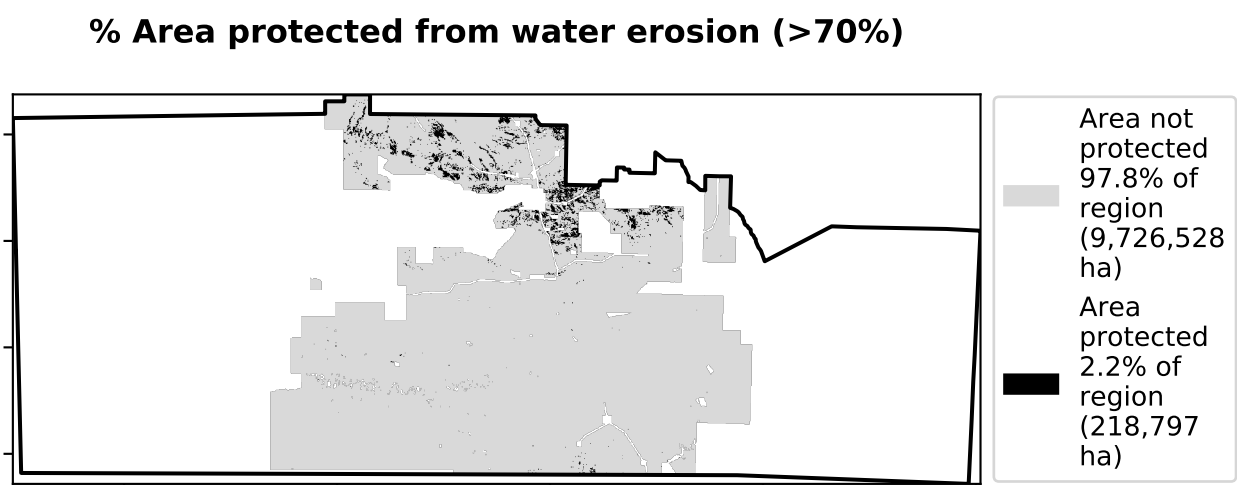 % Area protected from water erosion (>70%)
Area not
protected
97.8% of
region
(9,726,528
ha)
Area
protected
2.2% of
region
(218,797
ha)